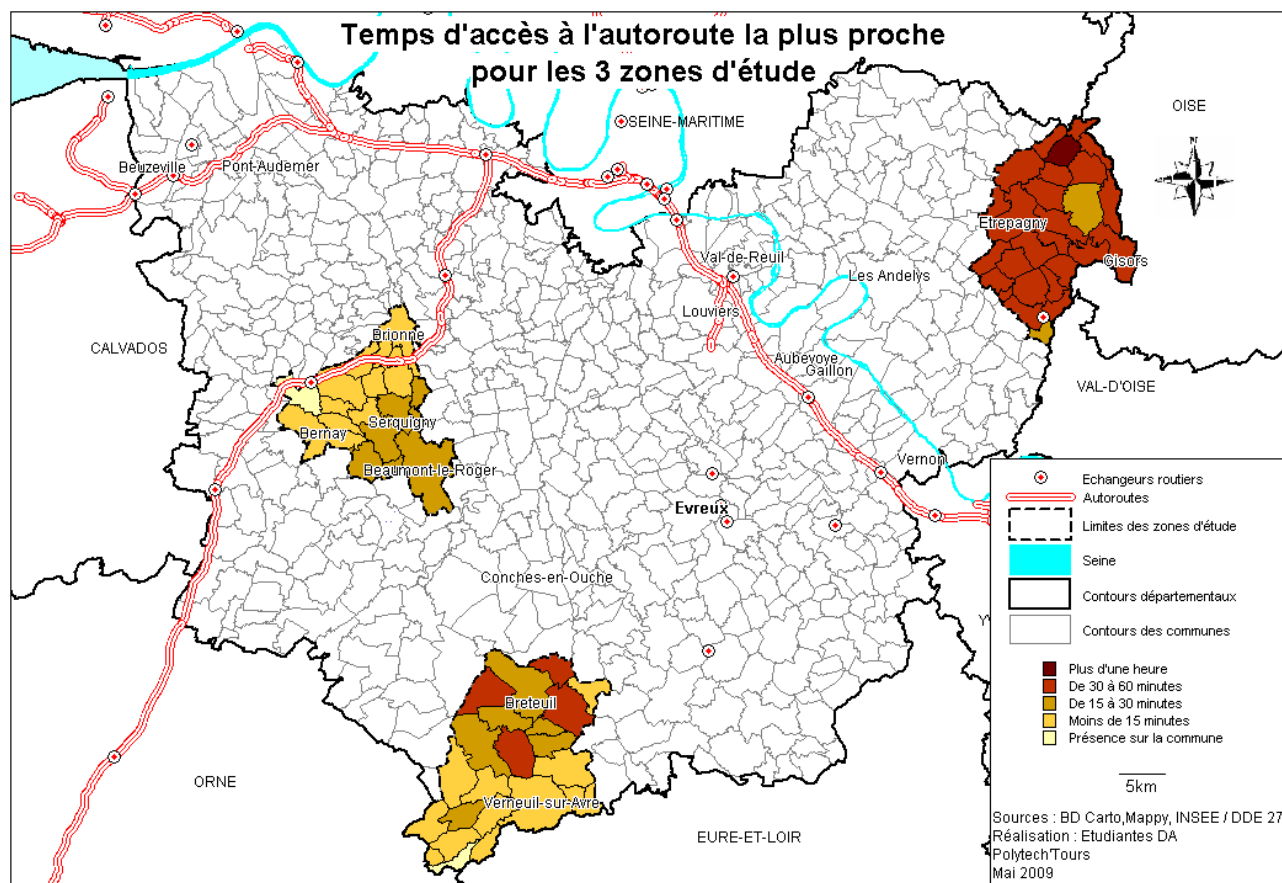 Temps d'accès à l'autoroute la plus proche
pour les 3 zones d'étude
OISE
SEINE-MARITIME
Beuzeville
Pont-Audemer
Etrepagny
Gisors
Val-de-Reuil
Les Andelys
Louviers
Brionne
CALVADOS
Aubevoye
Gaillon
VAL-D'OISE
Serquigny
Bernay
Beaumont-le-Roger
Vernon
Evreux
Conches-en-Ouche
Breteuil
Verneuil-sur-Avre
ORNE
EURE-ET-LOIR
Echangeurs routiers
Autoroutes
Limites des zones d'étude
Seine
Contours départementaux
Contours des communes
Plus d'une heure
De 30 à 60 minutes
De 15 à 30 minutes
Moins de 15 minutes
Présence sur la commune
5km
Sources : BD Carto,Mappy, INSEE / DDE 27
Réalisation : Etudiantes DA
Polytech'Tours
Mai 2009